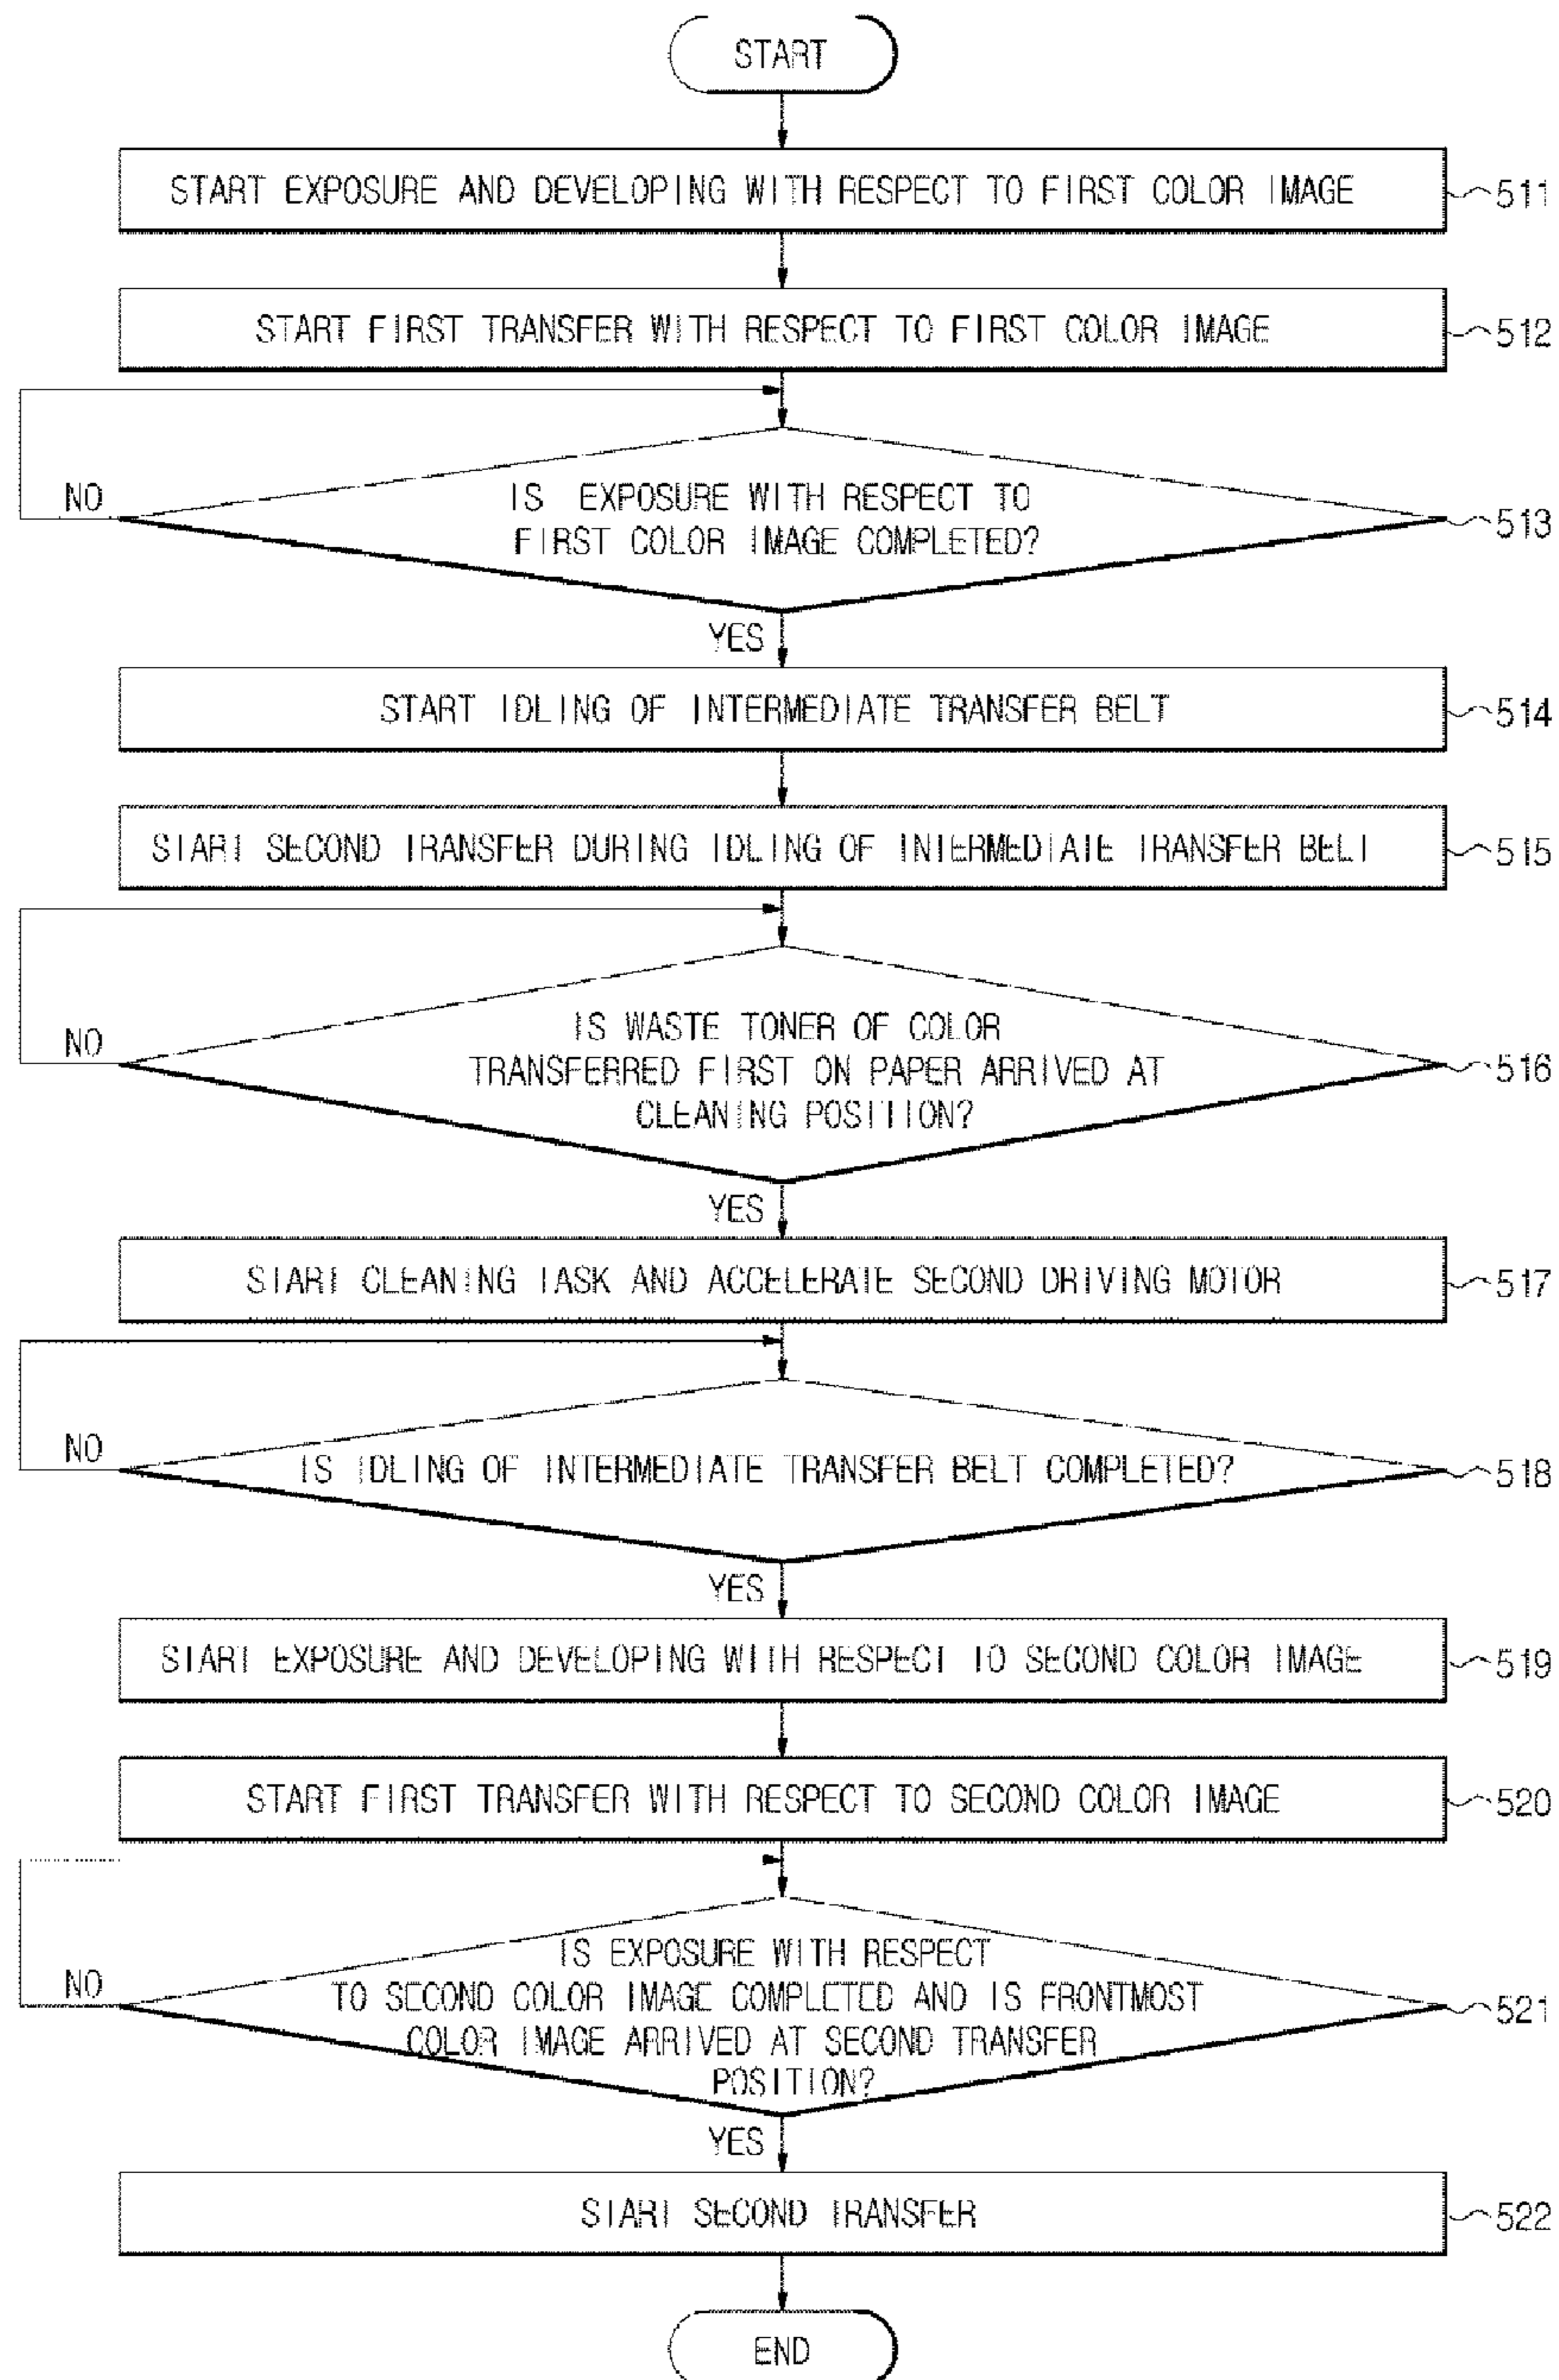 START
START EXPOSURE AND DEVELOPING WITH RESPECT TO FIRST COLOR IMAGE
511
START FIRST TRANSFER WITH RESPECT TO FIRST COLOR IMAGE
512
NO
IS EXPOSURE WITH RESPECT TO
FIRST COLOR IMAGE COMPLETED?
513
YES
START IDLING OF INTERMEDIATE TRANSFER BELT
514
START SECOND TRANSFER DURING IDLING OF INTERMEDIATE TRANSFER BELT
515
NO
IS WASTE TONER OF COLOR
TRANSFERRED FIRST ON PAPER ARRIVED AT
CLEANING POSITION?
516
YES
START CLEANING TASK AND ACCELERATE SECOND DRIVING MOTOR
517
NO
IS IDLING OF INTERMEDIATE TRANSFER BELT COMPLETED?
518
YES
START EXPOSURE AND DEVELOPING WITH RESPECT TO SECOND COLOR IMAGE
519
START FIRST TRANSFER WITH RESPECT TO SECOND COLOR IMAGE
520
NO
IS EXPOSURE WITH RESPECT
TO SECOND COLOR IMAGE COMPLETED AND IS FRONTMOST
COLOR IMAGE ARRIVED AT SECOND TRANSFER
POSITION?
521
YES
START SECOND TRANSFER
522
END